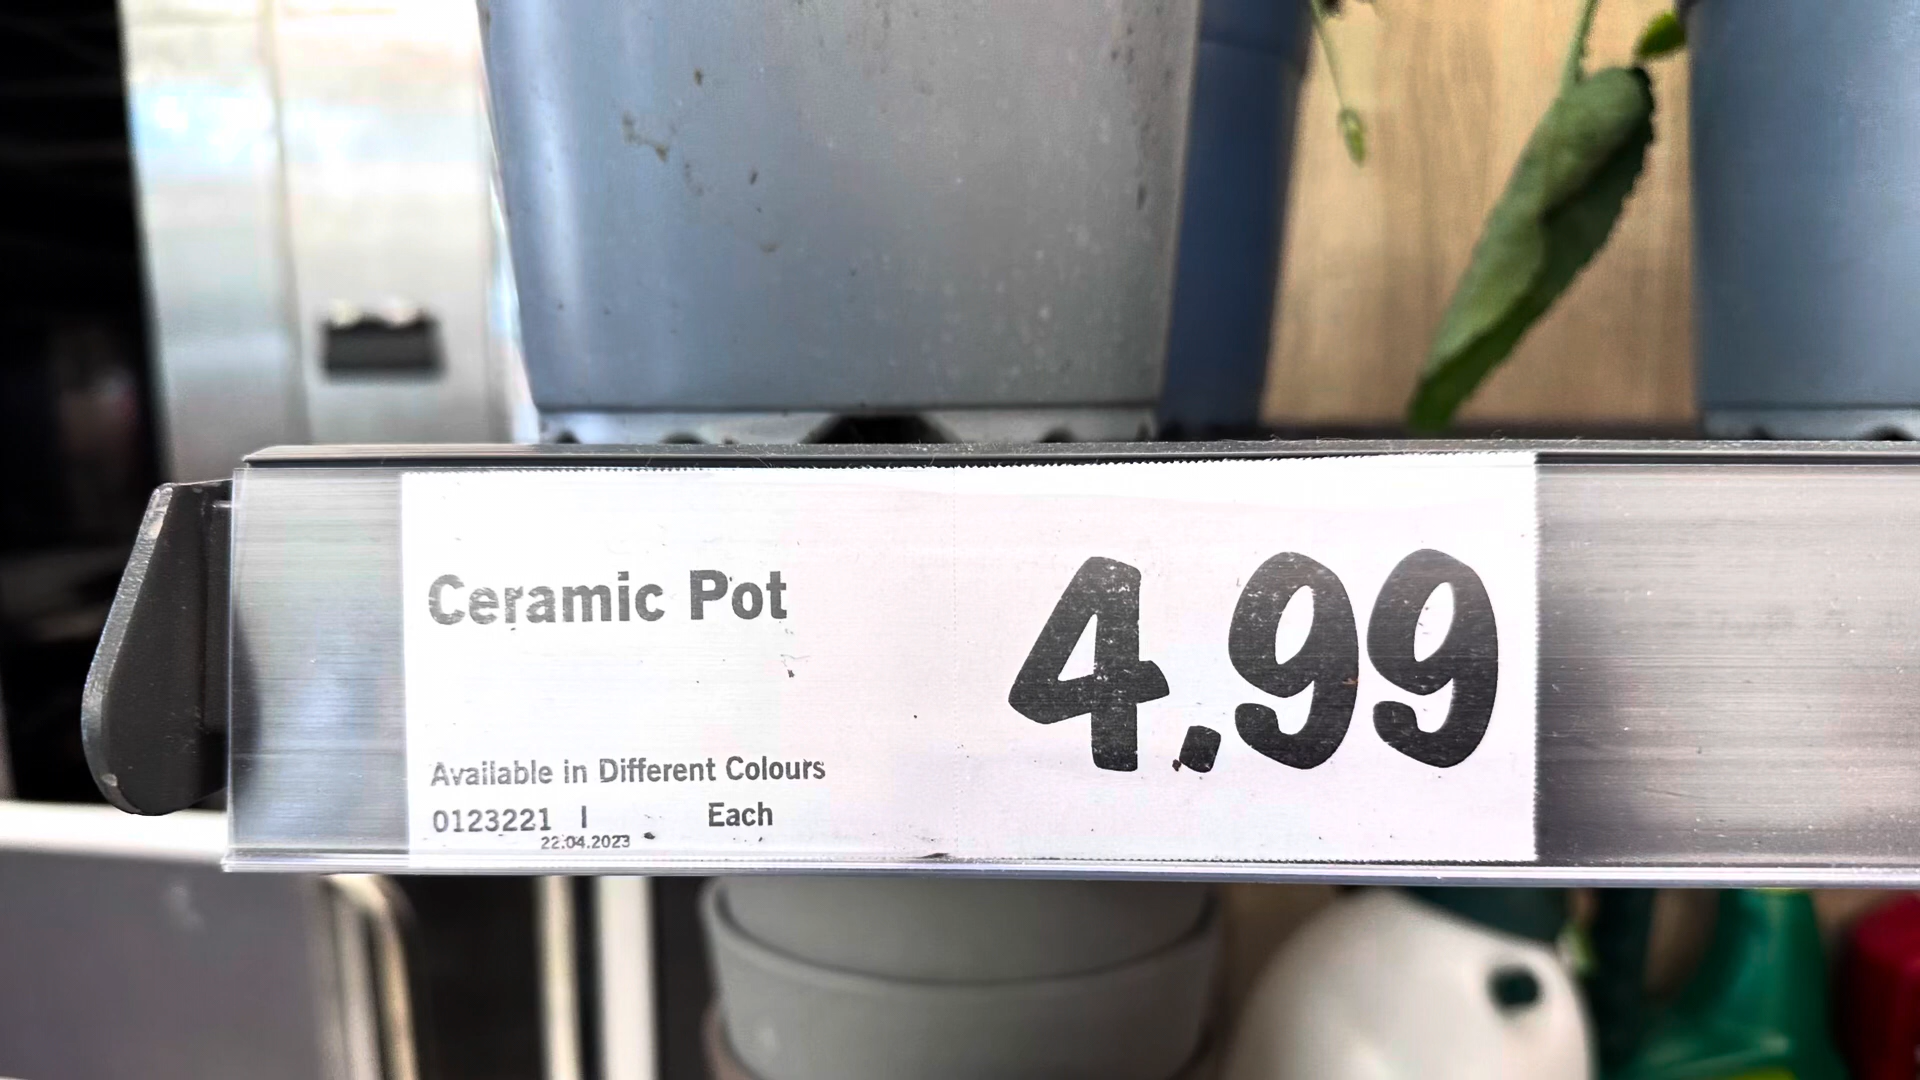 Ceramic Pot
4.99
Available in Different Colours
0123221 I Each
22.04.2023